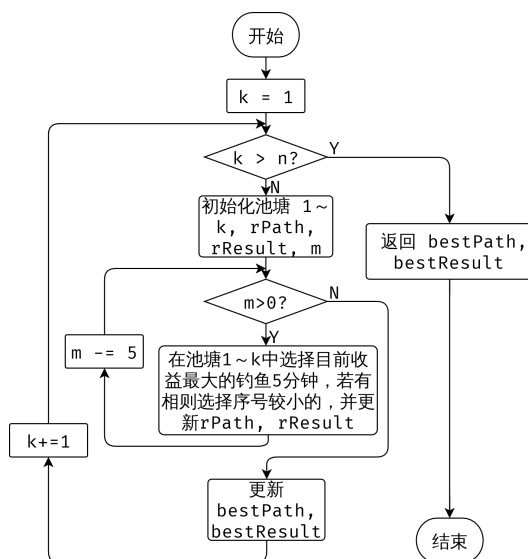 开始
k = 1
k > n?
Y
N
初始化池塘 1～
k, rPath,
rResult, m
返回 bestPath,
bestResult
m>0?
N
Y
m -= 5
在池塘1～k中选择目前收
益最大的钓鱼5分钟，若有
相则选择序号较小的，并更
新rPath, rResult
k+=1
更新
bestPath,
bestResult
结束